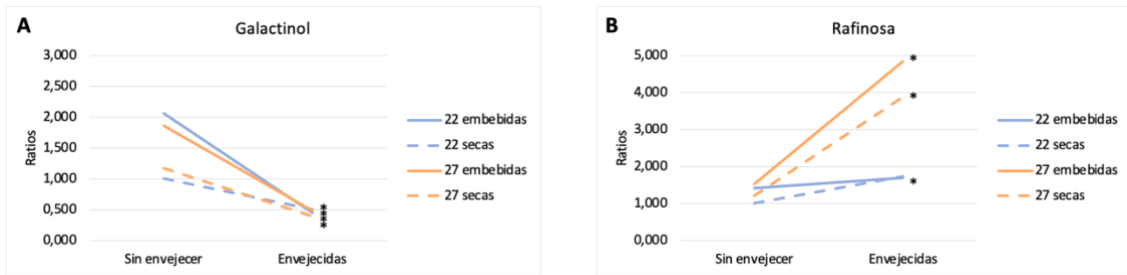 A
Galactinol
3,000
2,500
2,000
1,500
1,000
0,500
0,000
Ratios
Sin envejecer
Envejecidas
*
*
*
*
22 embebidas
22 secas
27 embebidas
27 secas
B
Rafinosa
5,000
4,000
3,000
2,000
1,000
0,000
Ratios
Sin envejecer
Envejecidas
*
*
*
22 embebidas
22 secas
27 embebidas
27 secas